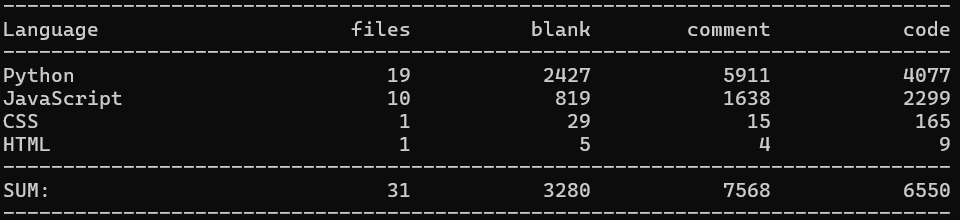 -------------------------------------------------------------------------------
Language                     files          blank        comment           code
-------------------------------------------------------------------------------
Python                          19           2427           5911           4077
JavaScript                      10            819           1638           2299
CSS                              1             29             15            165
HTML                             1              5              4              9
-------------------------------------------------------------------------------
SUM:                            31           3280           7568           6550
-------------------------------------------------------------------------------